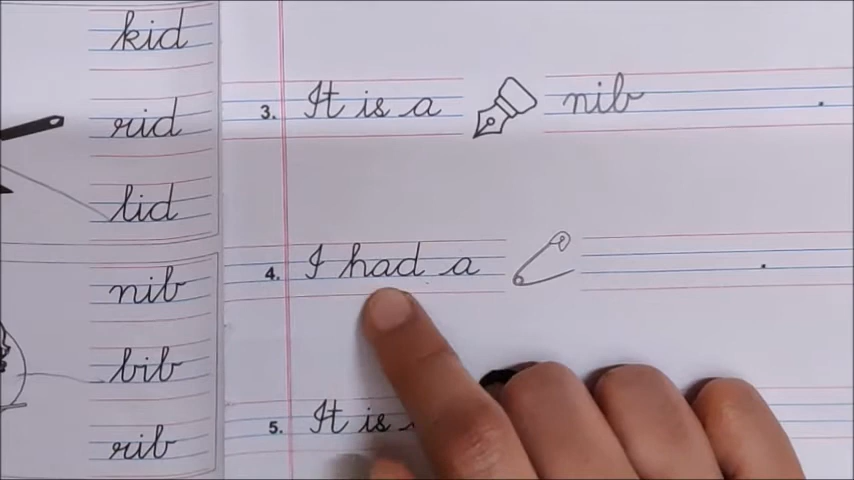 kid
rid
lid
nib
bib
rib
3. It is a nib .
4. I had a .
5. It is